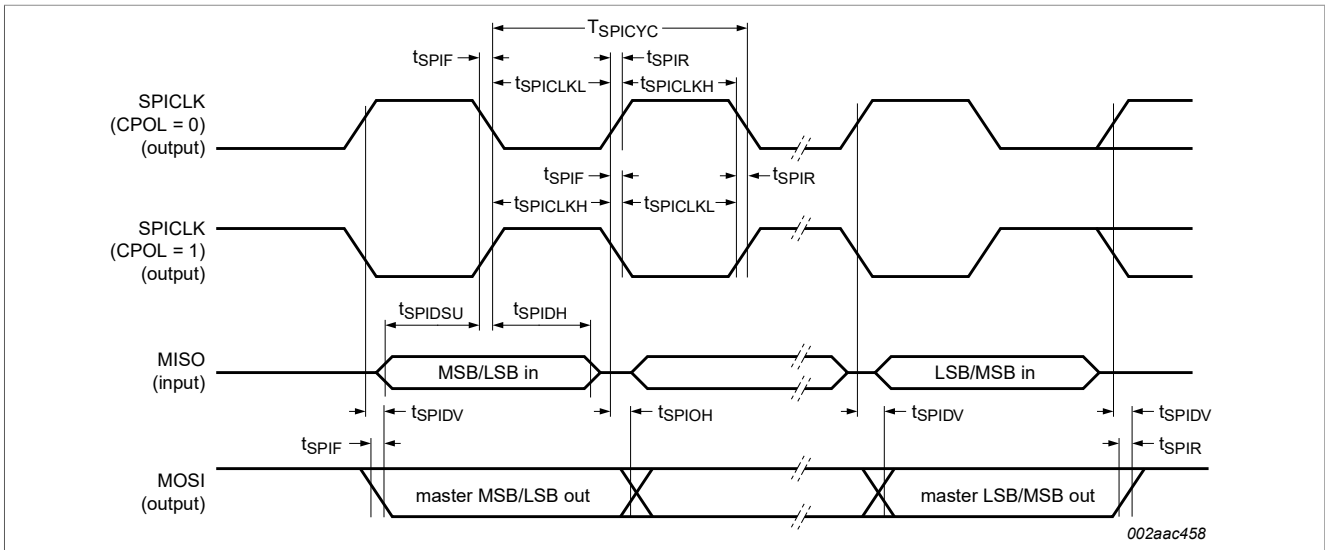 TSPICYC
tSPIF
tSPIR
tSPICLKL
tSPICLKH
SPICLK
(CPOL = 0)
(output)
tSPIF
tSPIR
tSPICLKH
tSPICLKL
SPICLK
(CPOL = 1)
(output)
tSPIDSU
tSPIDH
MISO
(input)
MSB/LSB in
LSB/MSB in
tSPIDV
tSPIOH
tSPIDV
tSPIDV
tSPIF
tSPIR
MOSI
(output)
master MSB/LSB out
master LSB/MSB out
002aac458